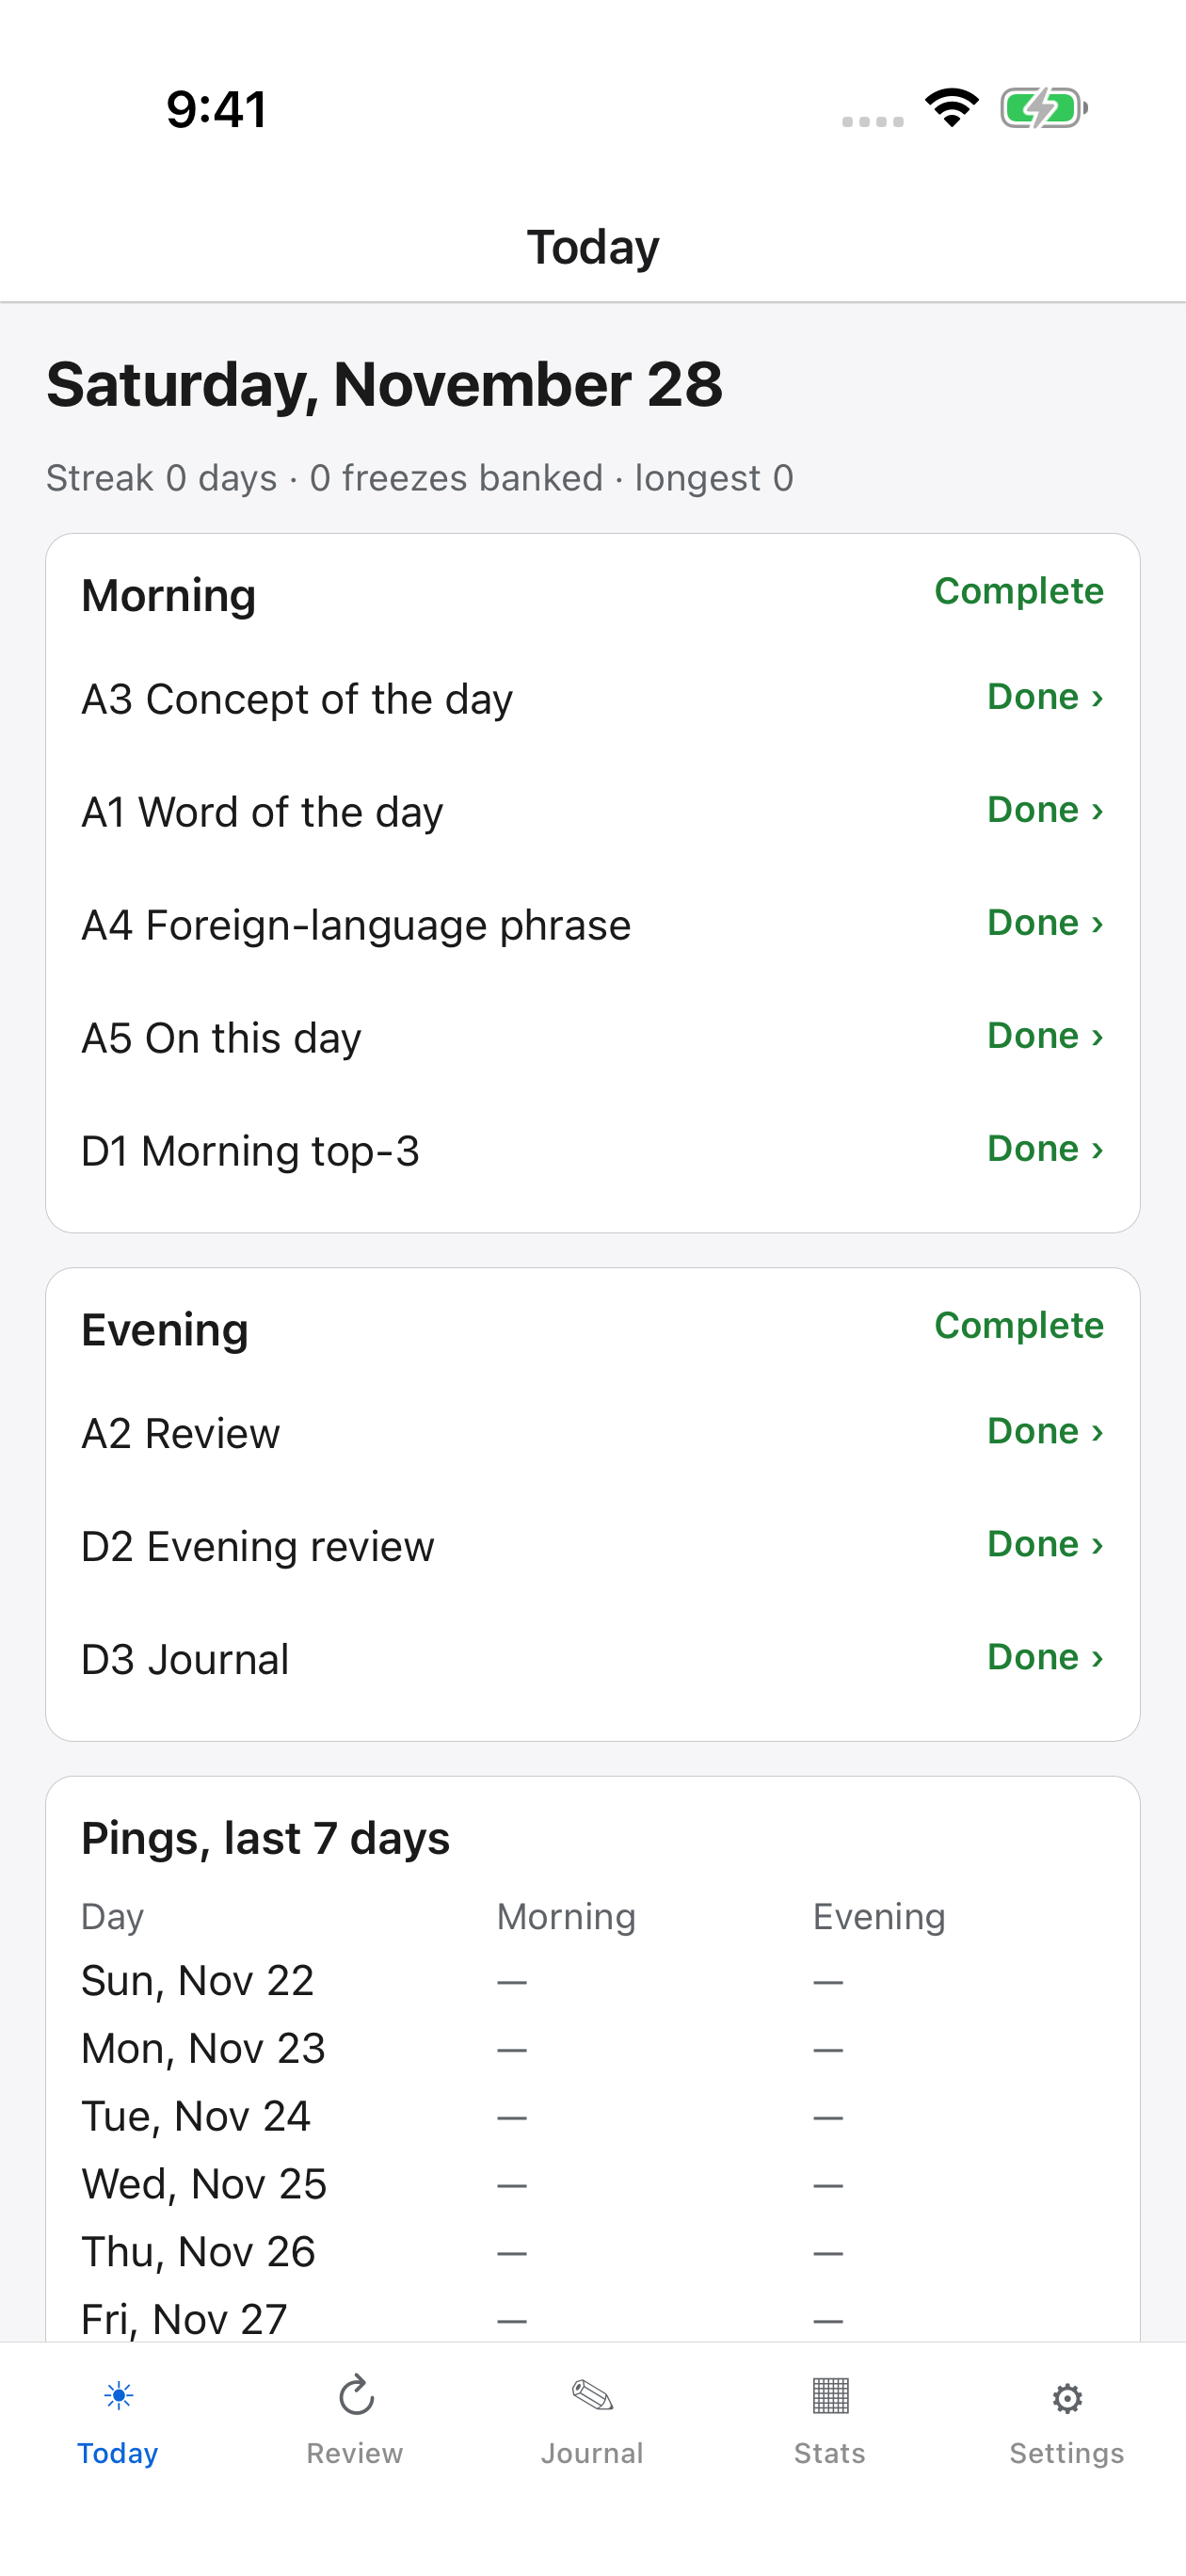 9:41
Today
Saturday, November 28
Streak 0 days · 0 freezes banked · longest 0
Morning Complete
A3 Concept of the day Done ›
A1 Word of the day Done ›
A4 Foreign-language phrase Done ›
A5 On this day Done ›
D1 Morning top-3 Done ›
Evening Complete
A2 Review Done ›
D2 Evening review Done ›
D3 Journal Done ›
Pings, last 7 days
Day Morning Evening
Sun, Nov 22 — —
Mon, Nov 23 — —
Tue, Nov 24 — —
Wed, Nov 25 — —
Thu, Nov 26 — —
Fri, Nov 27 — —
Today Review Journal Stats Settings